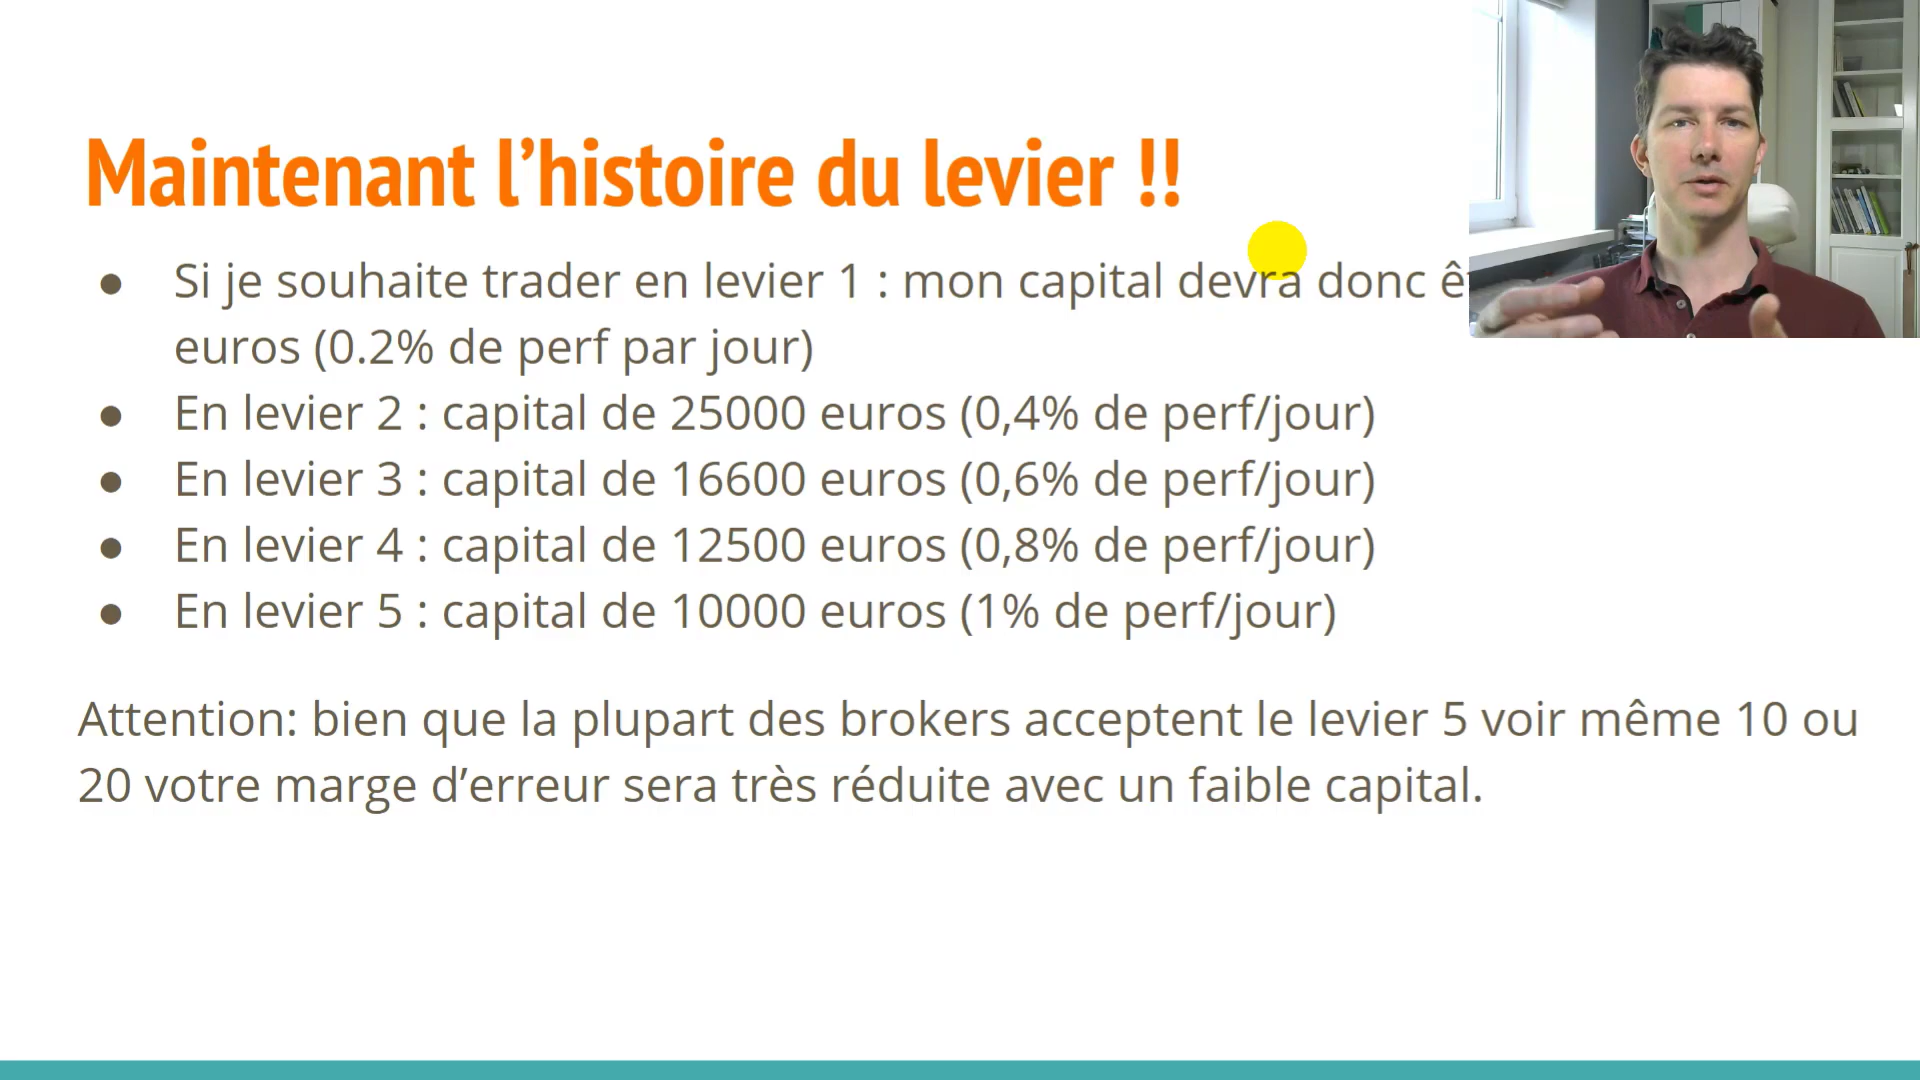 Maintenant l’histoire du levier !!
● Si je souhaite trader en levier 1 : mon capital devra donc
euros (0.2% de perf par jour)
● En levier 2 : capital de 25000 euros (0,4% de perf/jour)
● En levier 3 : capital de 16600 euros (0,6% de perf/jour)
● En levier 4 : capital de 12500 euros (0,8% de perf/jour)
● En levier 5 : capital de 10000 euros (1% de perf/jour)
Attention: bien que la plupart des brokers acceptent le levier 5 voir même 10 ou
20 votre marge d’erreur sera très réduite avec un faible capital.